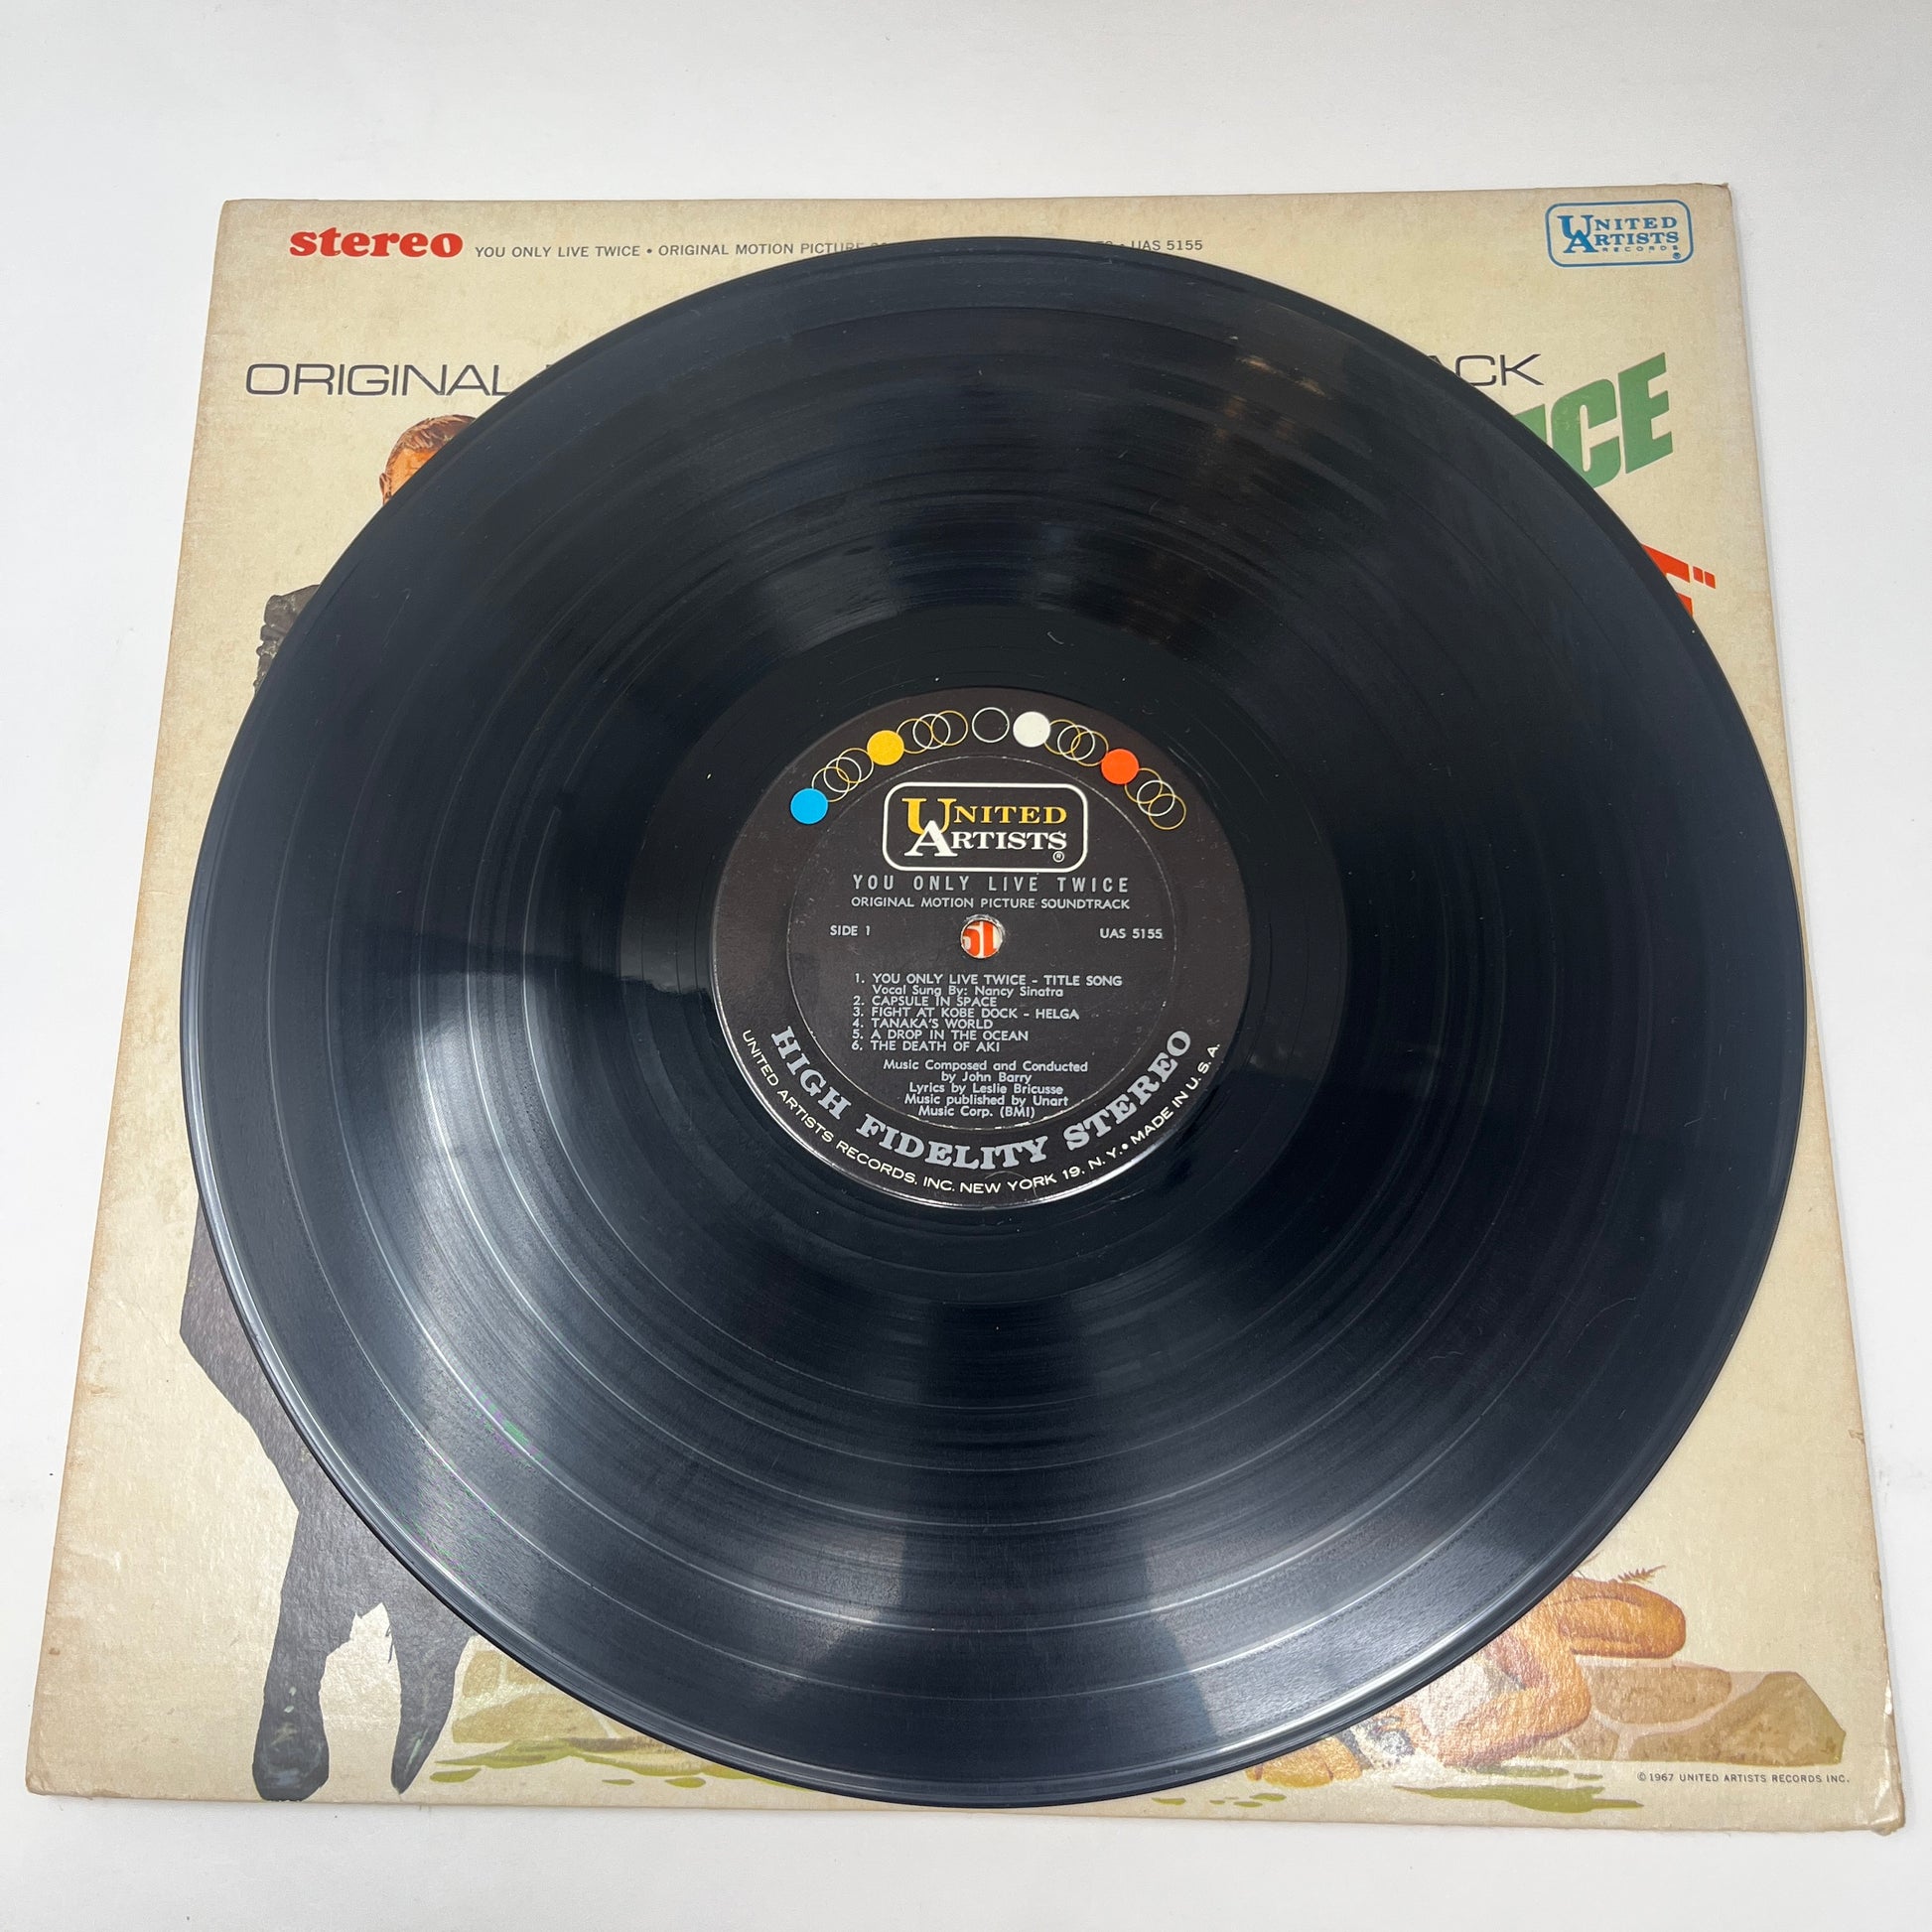 stereo YOU ONLY LIVE TWICE • ORIGINAL MOTION PICTURE • UAS 5155
UNITED
ARTISTS
RECORDS
®
ORIGINAL
UNITED
ARTISTS
®
YOU ONLY LIVE TWICE
ORIGINAL MOTION PICTURE SOUNDTRACK
SIDE 1 UAS 5155
1. YOU ONLY LIVE TWICE - TITLE SONG
Vocal Sung By: Nancy Sinatra
2. CAPSULE IN SPACE
3. FIGHT AT KOBE DOCK - HELGA
4. TANAKA'S WORLD
5. A DROP IN THE OCEAN
6. THE DEATH OF AKI
Music Composed and Conducted
by John Barry
Lyrics by Leslie Bricusse
Music published by Unart
Music Corp. (BMI)
HIGH FIDELITY STEREO
UNITED ARTISTS RECORDS, INC. NEW YORK 19, N. Y. • MADE IN U. S. A.
© 1967 UNITED ARTISTS RECORDS INC.